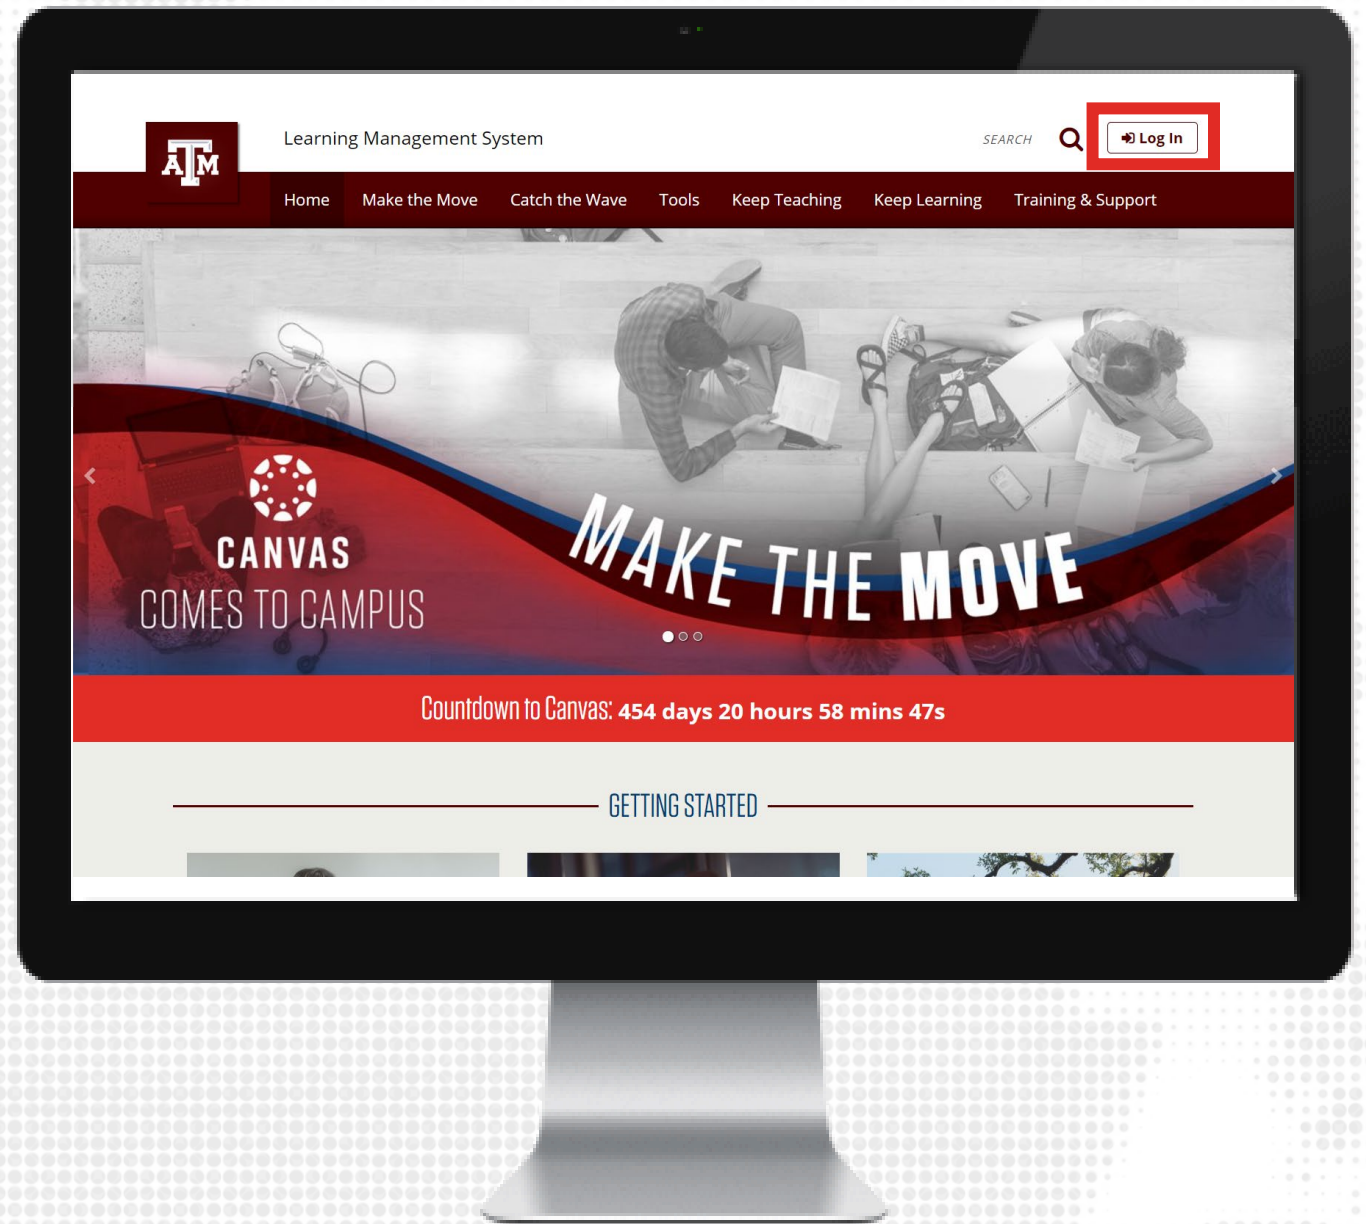 Learning Management System
SEARCH
Log In
ATM
Home Make the Move Catch the Wave Tools Keep Teaching Keep Learning Training & Support
CANVAS
COMES TO CAMPUS
MAKE THE MOVE
Countdown to Canvas: 454 days 20 hours 58 mins 47s
GETTING STARTED